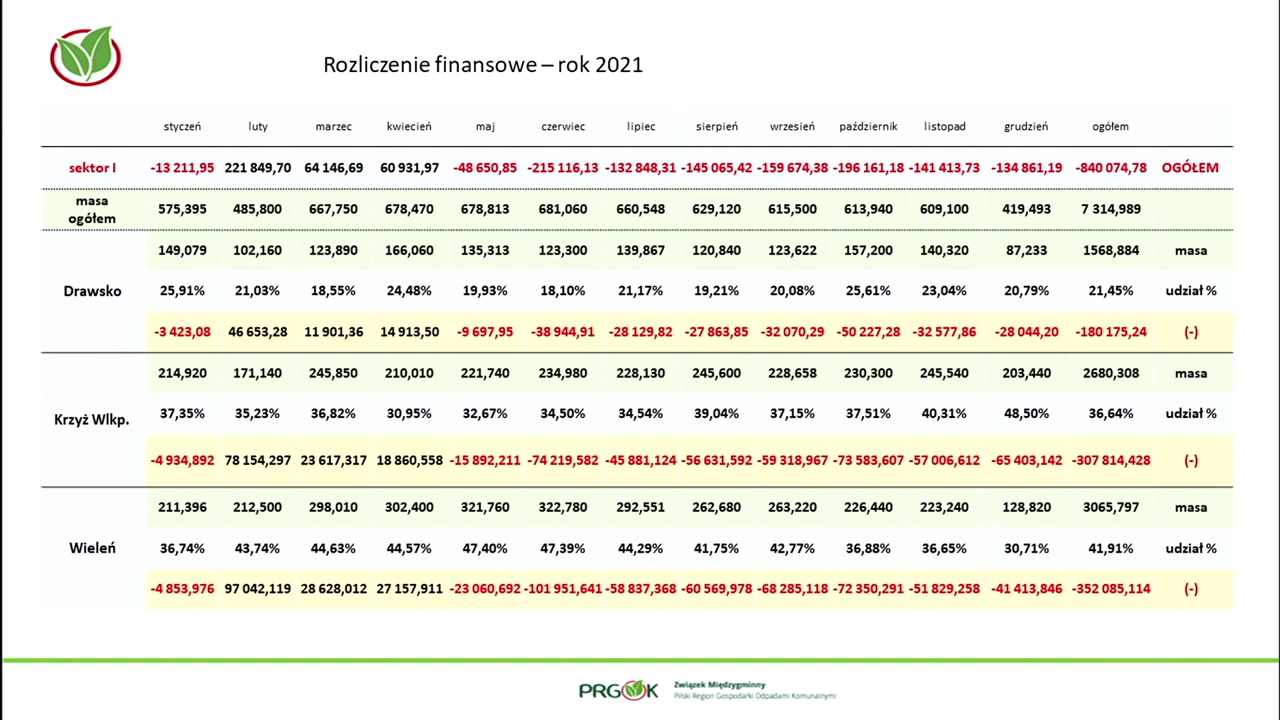 Rozliczenie finansowe – rok 2021
styczeń luty marzec kwiecień maj czerwiec lipiec sierpień wrzesień październik listopad grudzień ogółem
sektor I -13 211,95 221 849,70 64 146,69 60 931,97 -48 650,85 -215 116,13 -132 848,31 -145 065,42 -159 674,38 -196 161,18 -141 413,73 -134 861,19 -840 074,78 OGÓŁEM
masa
ogółem 575,395 485,800 667,750 678,470 678,813 681,060 660,548 629,120 615,500 613,940 609,100 419,493 7 314,989
149,079 102,160 123,890 166,060 135,313 123,300 139,867 120,840 123,622 157,200 140,320 87,233 1568,884 masa
Drawsko 25,91% 21,03% 18,55% 24,48% 19,93% 18,10% 21,17% 19,21% 20,08% 25,61% 23,04% 20,79% 21,45% udział %
-3 423,08 46 653,28 11 901,36 14 913,50 -9 697,95 -38 944,91 -28 129,82 -27 863,85 -32 070,29 -50 227,28 -32 577,86 -28 044,20 -180 175,24 (-)
214,920 171,140 245,850 210,010 221,740 234,980 228,130 245,600 228,658 230,300 245,540 203,440 2680,308 masa
Krzyż Wlkp. 37,35% 35,23% 36,82% 30,95% 32,67% 34,50% 34,54% 39,04% 37,15% 37,51% 40,31% 48,50% 36,64% udział %
-4 934,892 78 154,297 23 617,317 18 860,558 -15 892,211 -74 219,582 -45 881,124 -56 631,592 -59 318,967 -73 583,607 -57 006,612 -65 403,142 -307 814,428 (-)
211,396 212,500 298,010 302,400 321,760 322,780 292,551 262,680 263,220 226,440 223,240 128,820 3065,797 masa
Wieleń 36,74% 43,74% 44,63% 44,57% 47,40% 47,39% 44,29% 41,75% 42,77% 36,88% 36,65% 30,71% 41,91% udział %
-4 853,976 97 042,119 28 628,012 27 157,911 -23 060,692 -101 951,641 -58 837,368 -60 569,978 -68 285,118 -72 350,291 -51 829,258 -41 413,846 -352 085,114 (-)
PRGOK Związek Międzygminny
Pilski Region Gospodarki Odpadami Komunalnymi